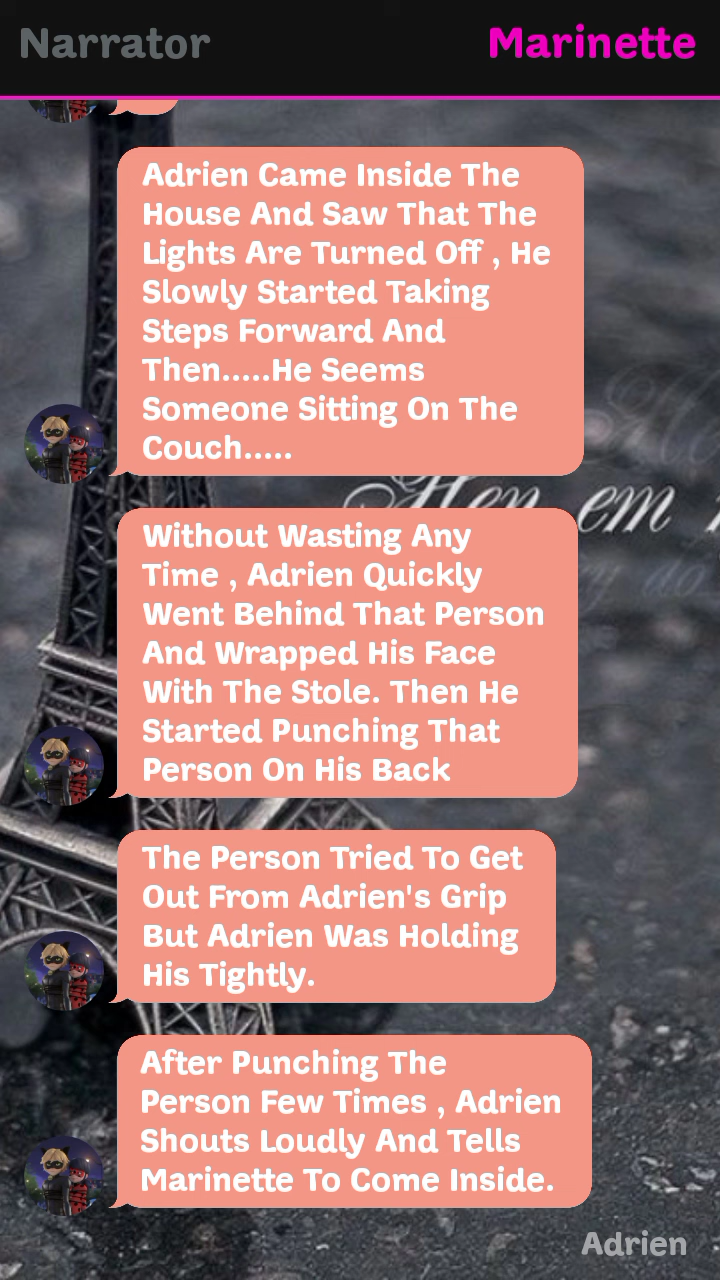 Narrator
Marinette
Adrien Came Inside The
House And Saw That The
Lights Are Turned Off , He
Slowly Started Taking
Steps Forward And
Then.....He Seems
Someone Sitting On The
Couch.....
Hey em
Without Wasting Any
Time , Adrien Quickly
Went Behind That Person
And Wrapped His Face
With The Stole. Then He
Started Punching That
Person On His Back
The Person Tried To Get
Out From Adrien's Grip
But Adrien Was Holding
His Tightly.
After Punching The
Person Few Times , Adrien
Shouts Loudly And Tells
Marinette To Come Inside.
Adrien